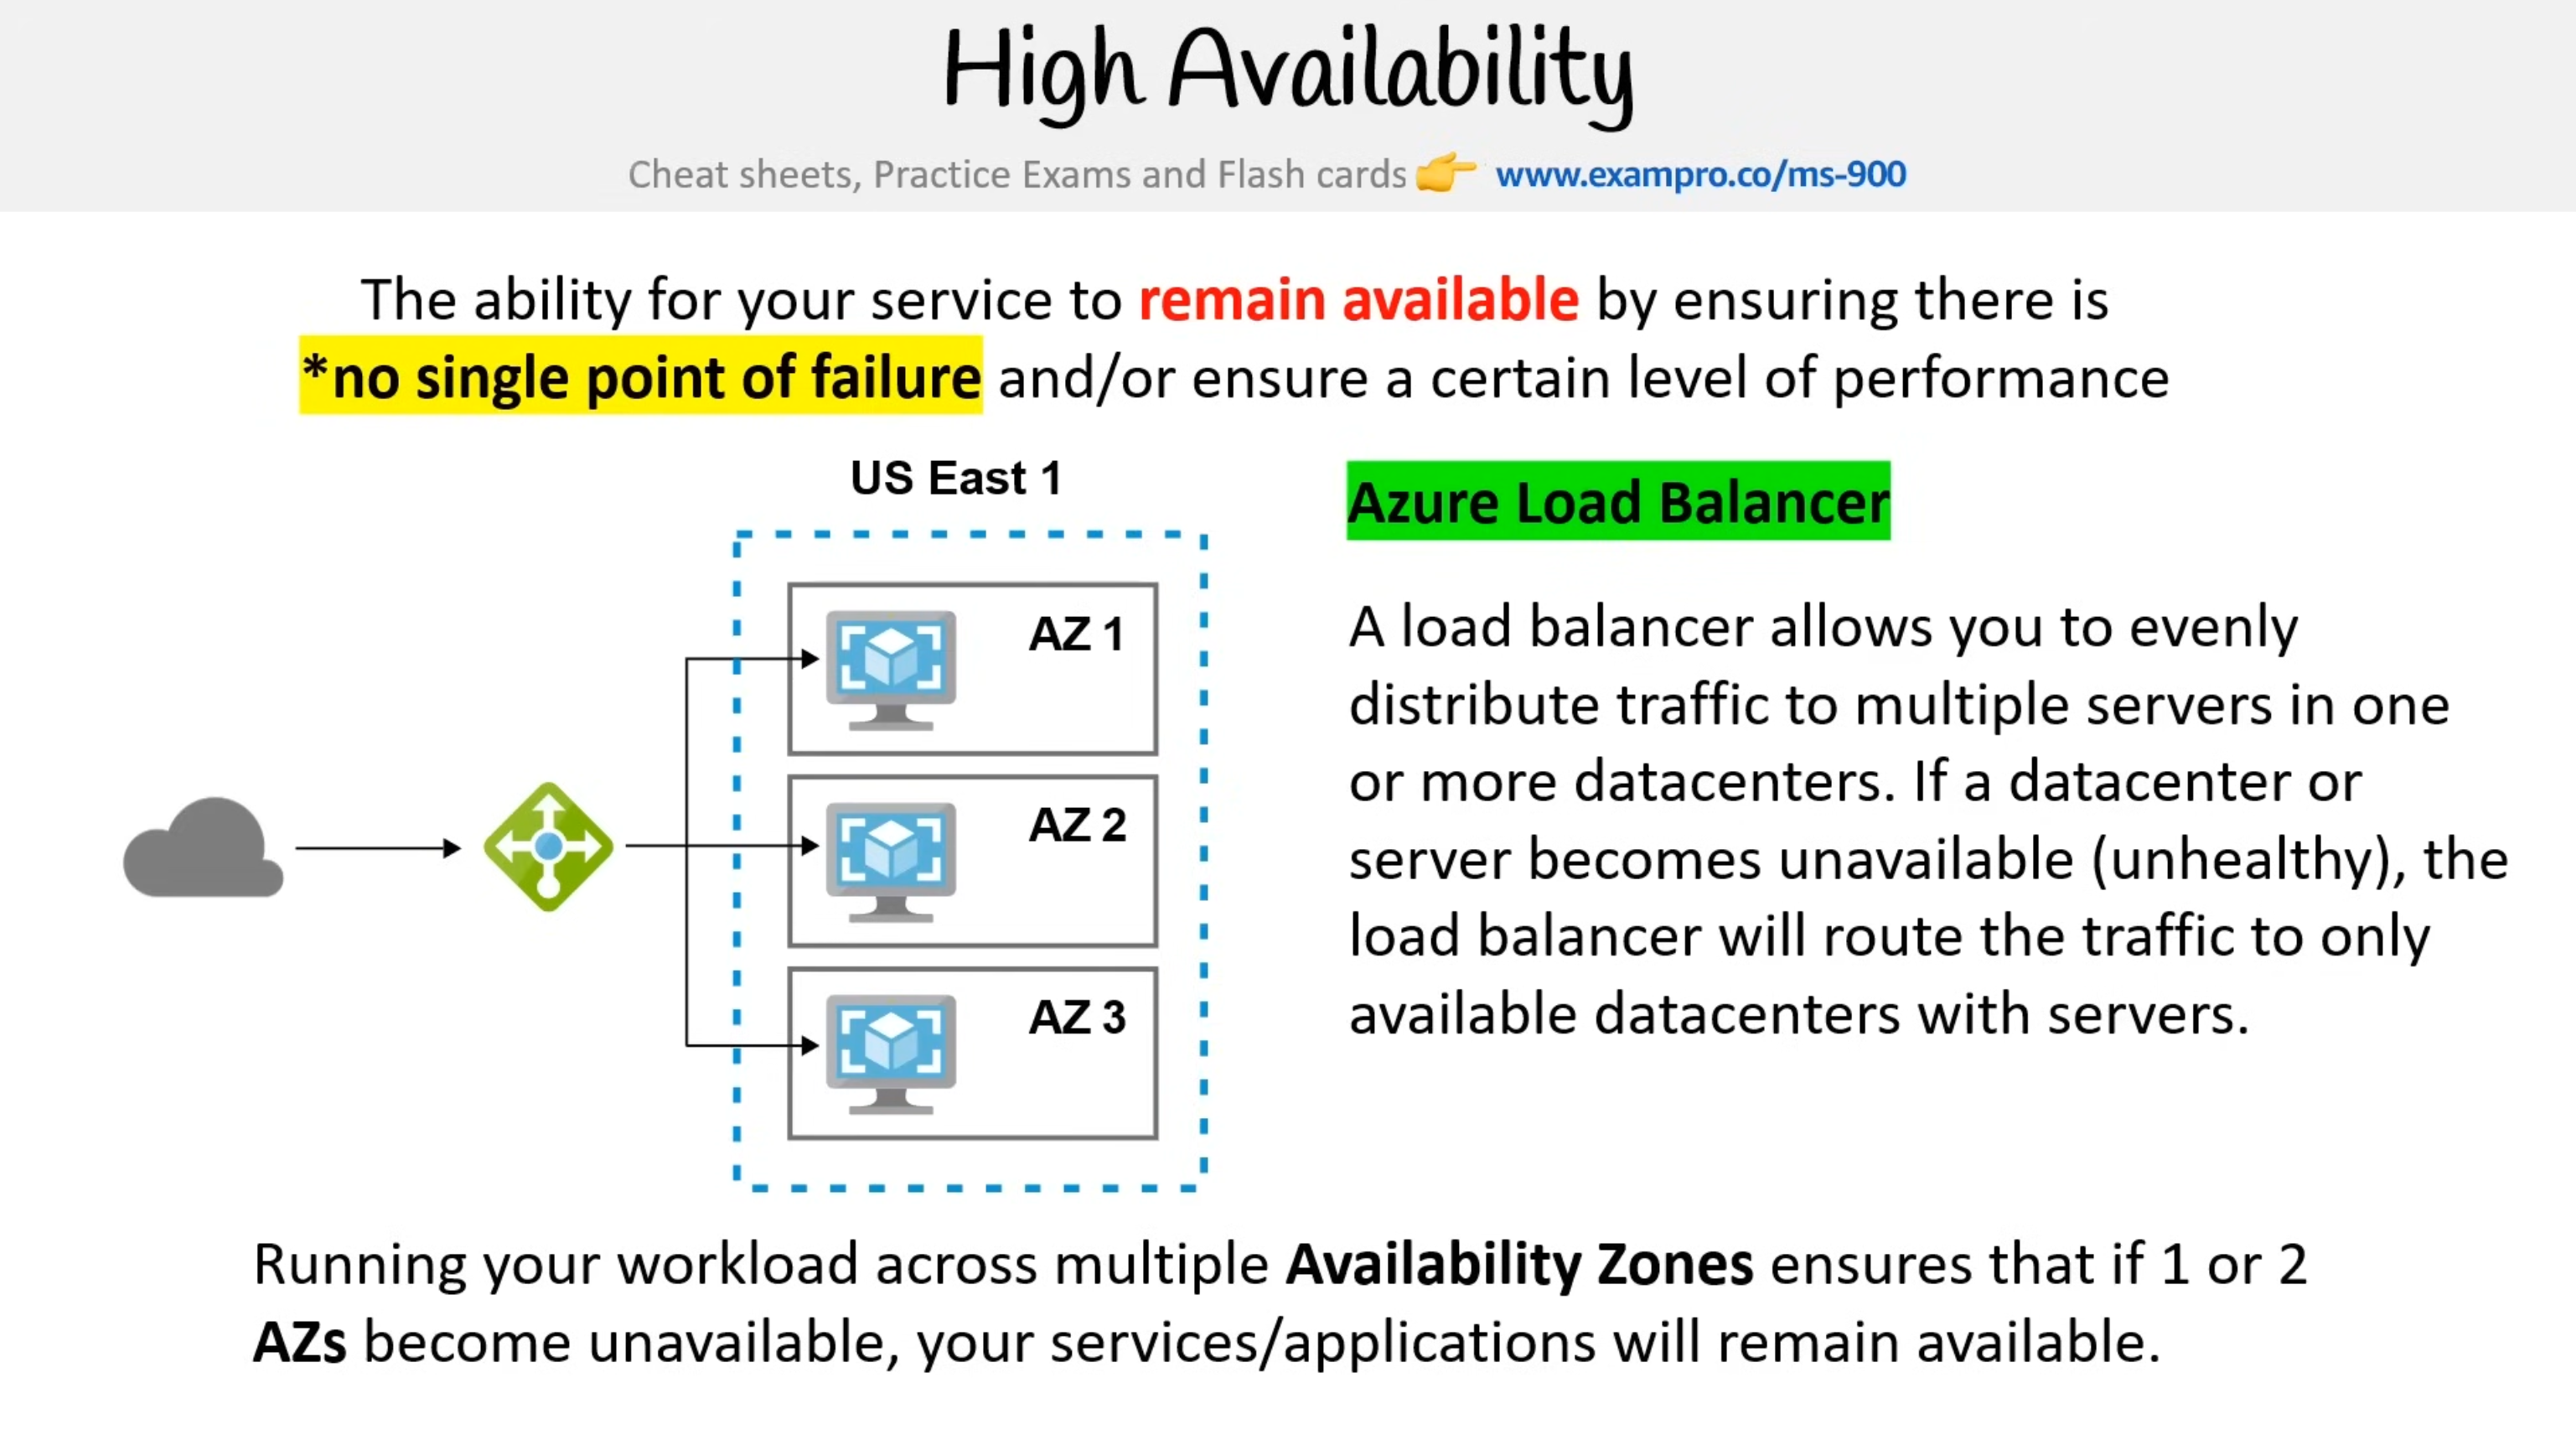 High Availability
Cheat sheets, Practice Exams and Flash cards 👉 www.exampro.co/ms-900
The ability for your service to remain available by ensuring there is
*no single point of failure and/or ensure a certain level of performance
US East 1
AZ 1
AZ 2
AZ 3
Azure Load Balancer
A load balancer allows you to evenly
distribute traffic to multiple servers in one
or more datacenters. If a datacenter or
server becomes unavailable (unhealthy), the
load balancer will route the traffic to only
available datacenters with servers.
Running your workload across multiple Availability Zones ensures that if 1 or 2
AZs become unavailable, your services/applications will remain available.